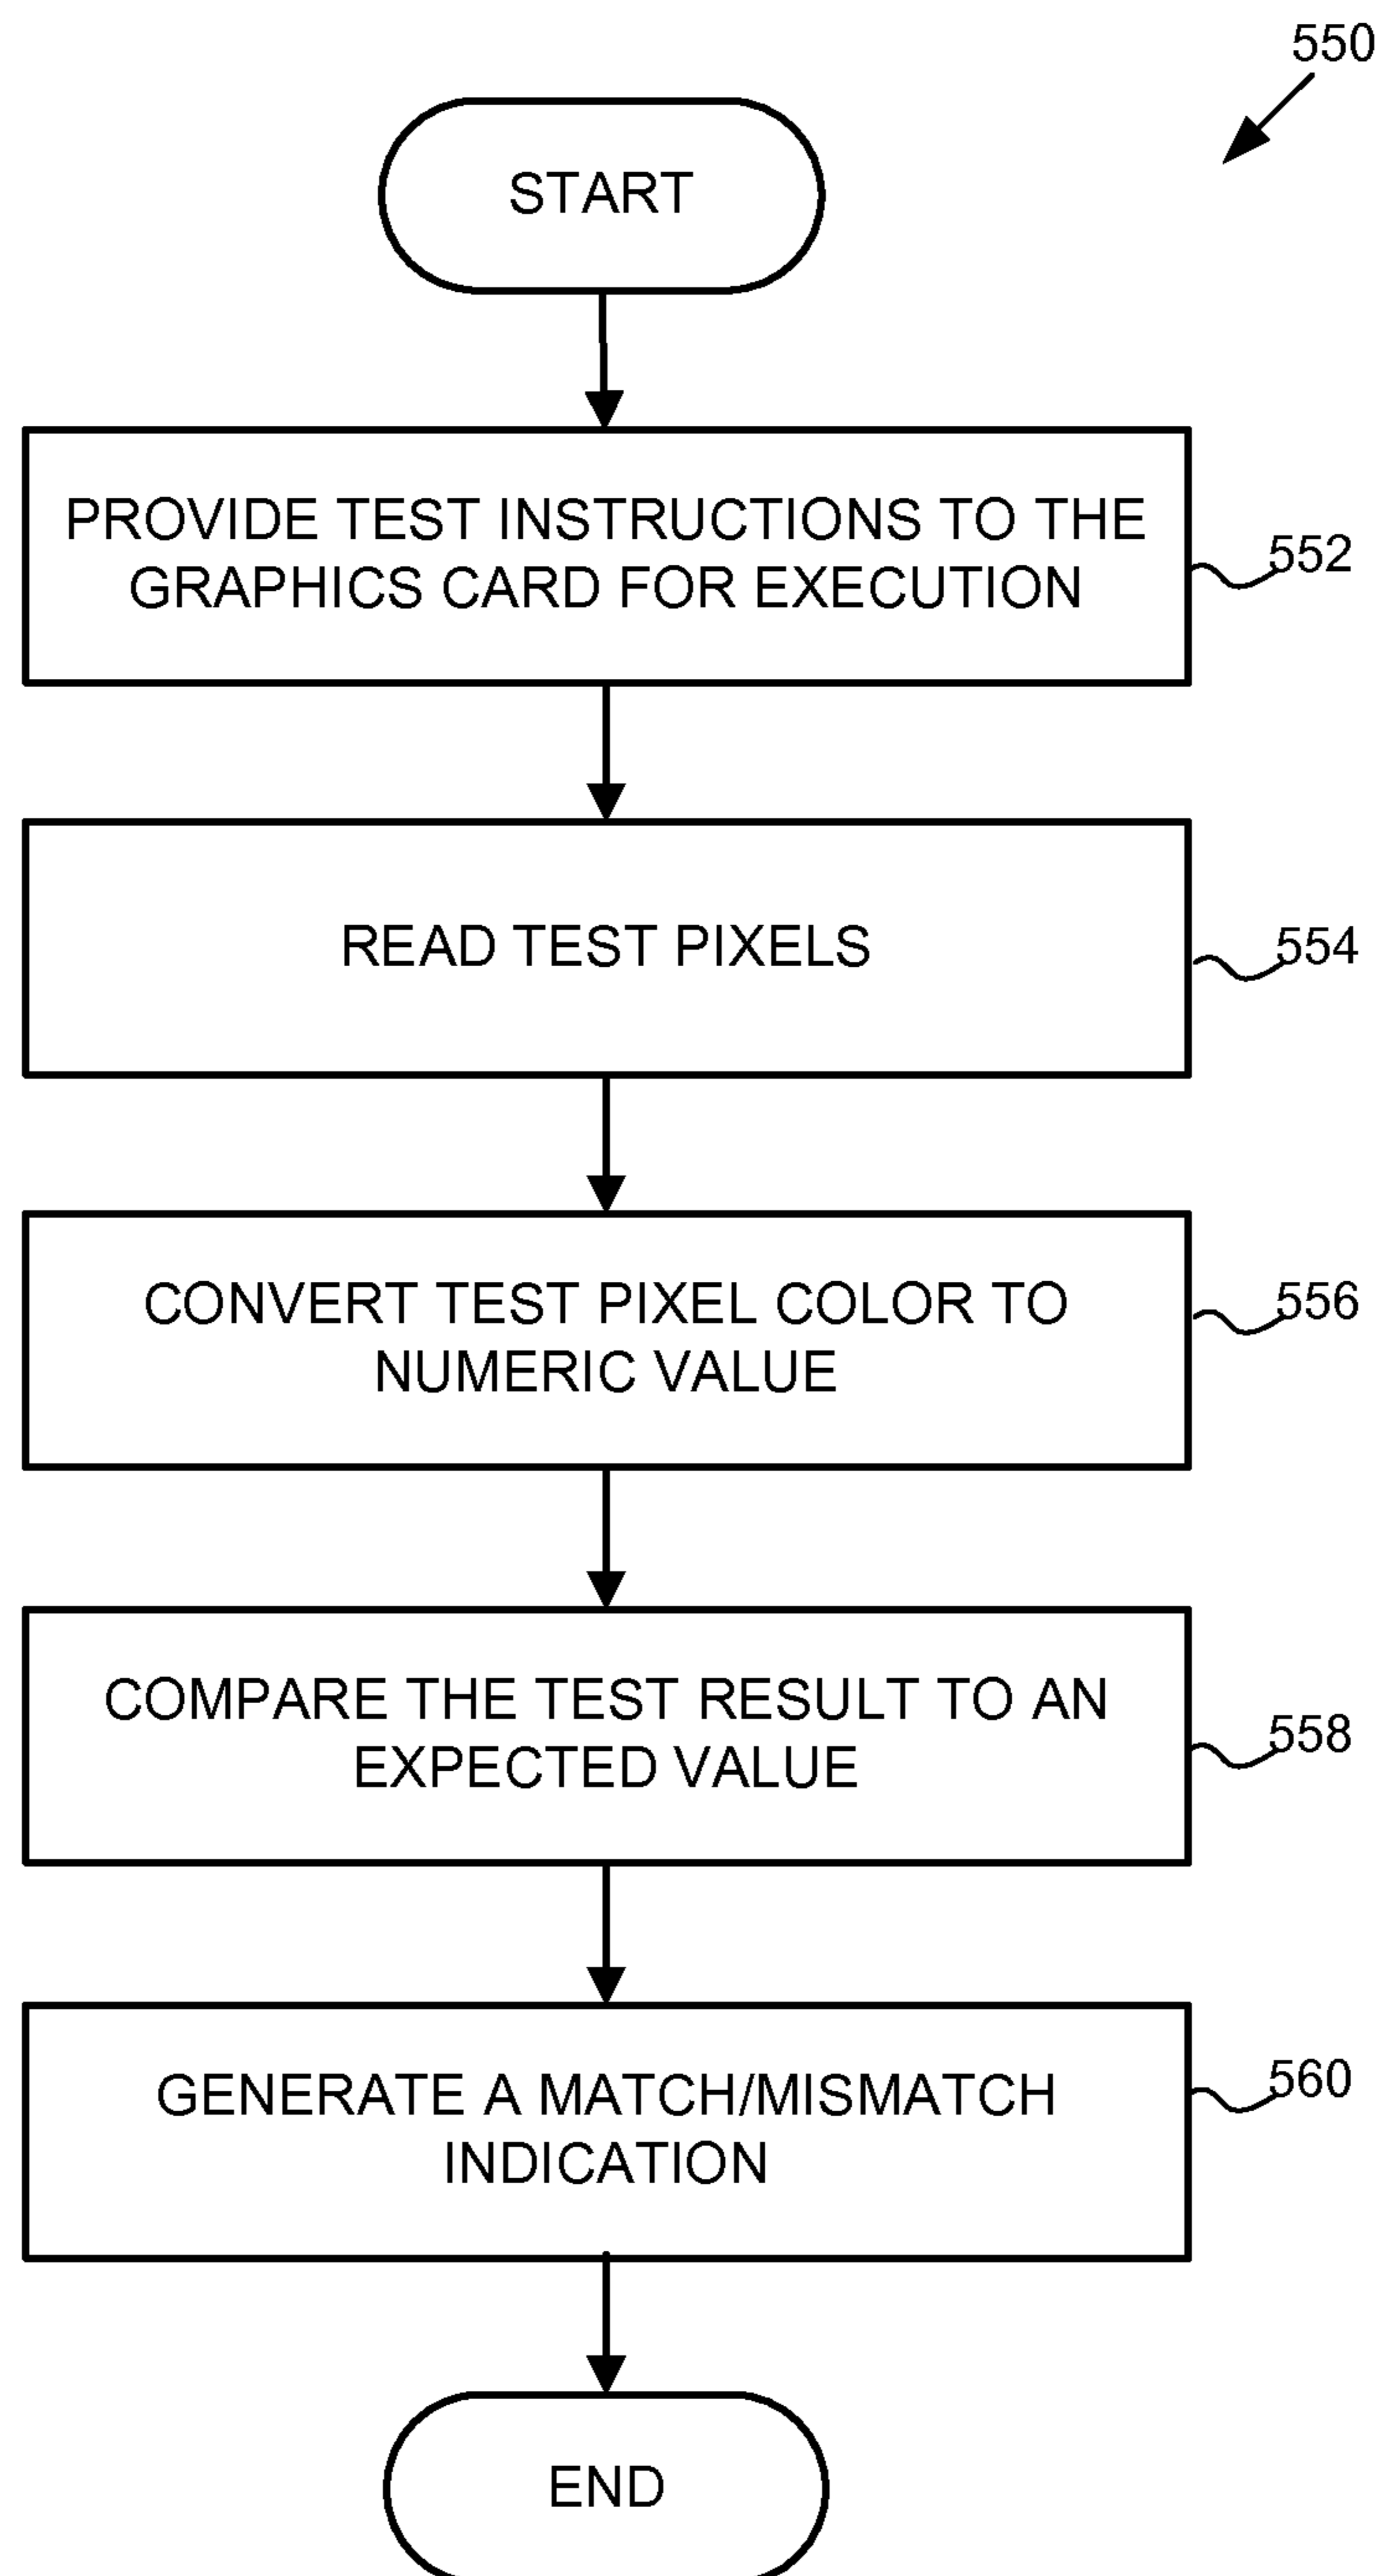 550
START
PROVIDE TEST INSTRUCTIONS TO THE
GRAPHICS CARD FOR EXECUTION
552
READ TEST PIXELS
554
CONVERT TEST PIXEL COLOR TO
NUMERIC VALUE
556
COMPARE THE TEST RESULT TO AN
EXPECTED VALUE
558
GENERATE A MATCH/MISMATCH
INDICATION
560
END